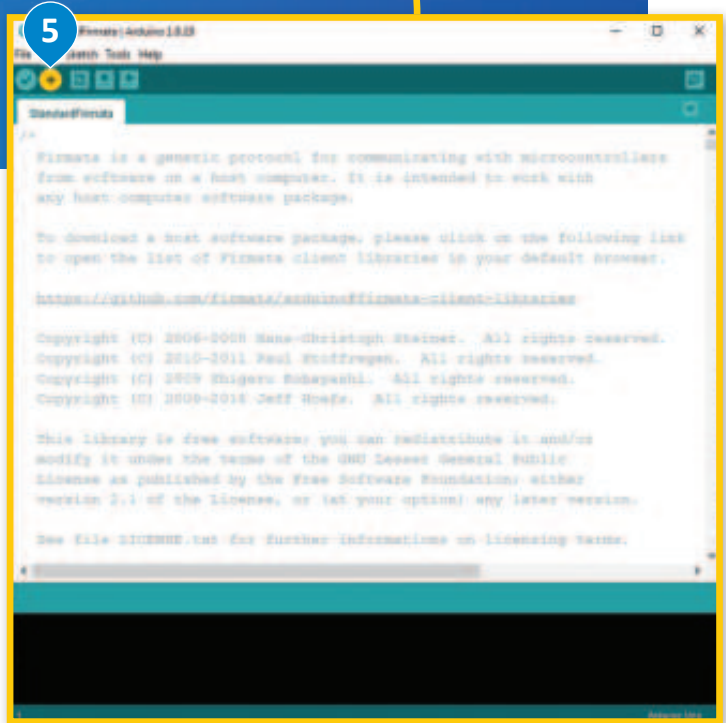 5
Firmata | Arduino 1.8.19
Sketch Tools Help
StandardFirmata
/*
Firmata is a generic protocol for communicating with microcontrollers
from software on a host computer. It is intended to work with
any host computer software package.
To download a host software package, please click on the following link
to open the list of Firmata client libraries in your default browser.
https://github.com/firmata/arduino#firmata-client-libraries
Copyright (C) 2006-2008 Hans-Christoph Steiner. All rights reserved.
Copyright (C) 2010-2011 Paul Stoffregen. All rights reserved.
Copyright (C) 2009 Shigeru Kobayashi. All rights reserved.
Copyright (C) 2009-2016 Jeff Hoefs. All rights reserved.
This library is free software; you can redistribute it and/or
modify it under the terms of the GNU Lesser General Public
License as published by the Free Software Foundation; either
version 2.1 of the License, or (at your option) any later version.
See file LICENSE.txt for further informations on licensing terms.